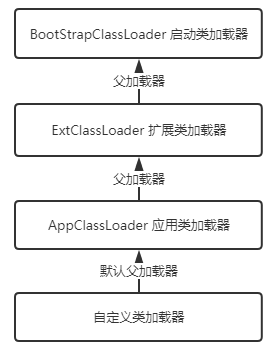 BootStrapClassLoader 启动类加载器
父加载器
ExtClassLoader 扩展类加载器
父加载器
AppClassLoader 应用类加载器
默认父加载器
自定义类加载器